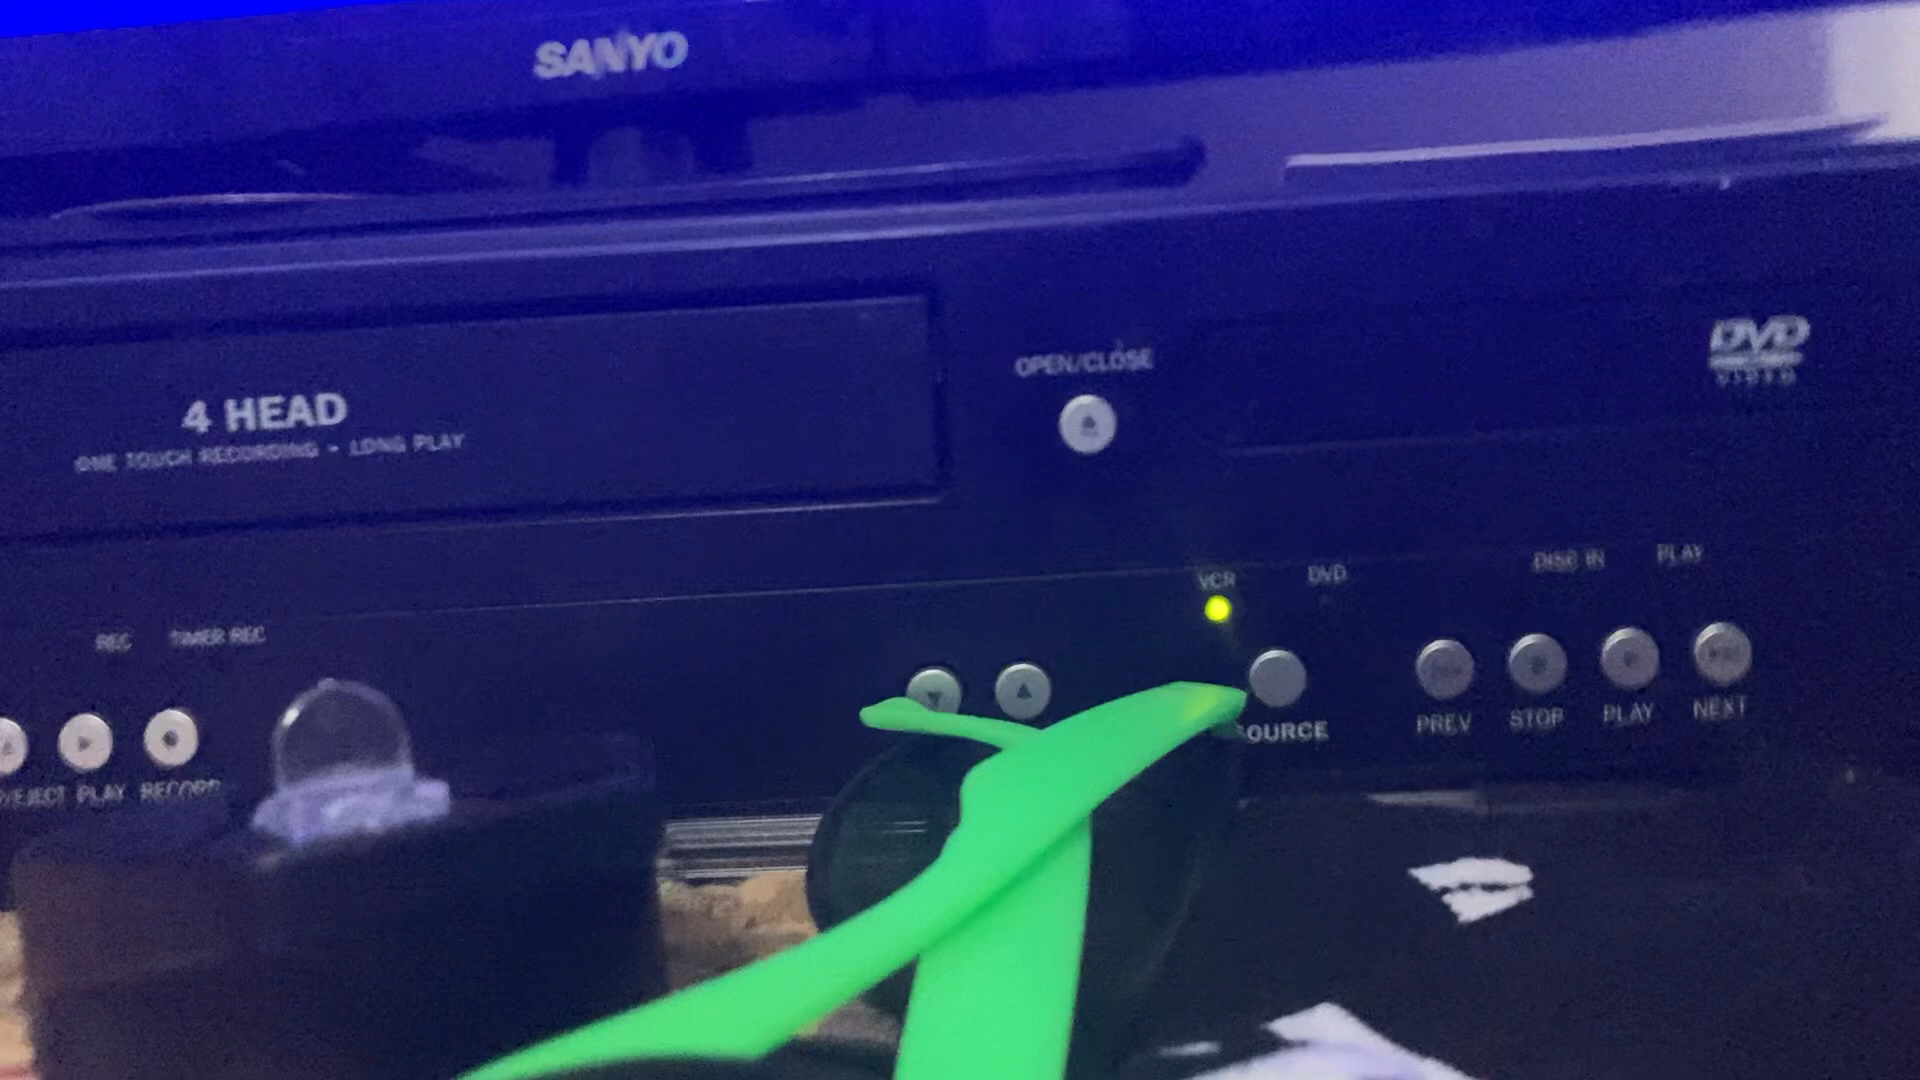 SANYO
OPEN/CLOSE
DVD
VIDEO
4 HEAD
ONE TOUCH RECORDING - LONG PLAY
VCR
DVD
DISC IN
PLAY
REC
TIMER REC
SOURCE
PREV
STOP
PLAY
NEXT
/EJECT
PLAY
RECORD